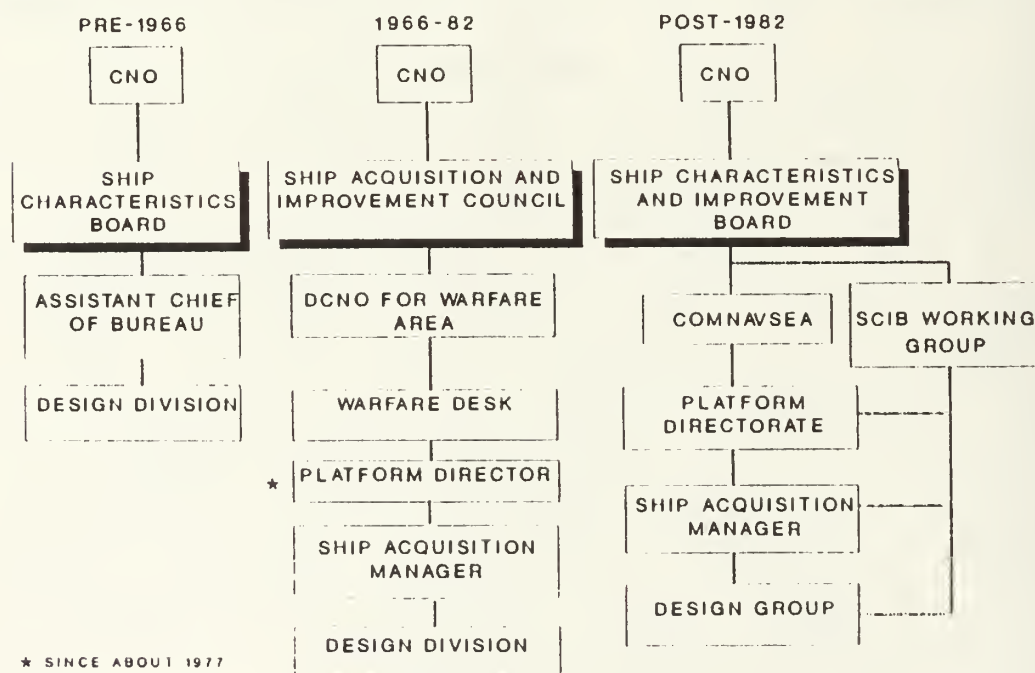 PRE-1966
CNO
SHIP
CHARACTERISTICS
BOARD
ASSISTANT CHIEF
OF BUREAU
DESIGN DIVISION
1966-82
CNO
SHIP ACQUISITION AND
IMPROVEMENT COUNCIL
DCNO FOR WARFARE
AREA
WARFARE DESK
* PLATFORM DIRECTOR
SHIP ACQUISITION
MANAGER
DESIGN DIVISION
POST-1982
CNO
SHIP CHARACTERISTICS
AND IMPROVEMENT
BOARD
COMNAVSEA
SCIB WORKING
GROUP
PLATFORM
DIRECTORATE
SHIP ACQUISITION
MANAGER
DESIGN GROUP
* SINCE ABOUT 1977